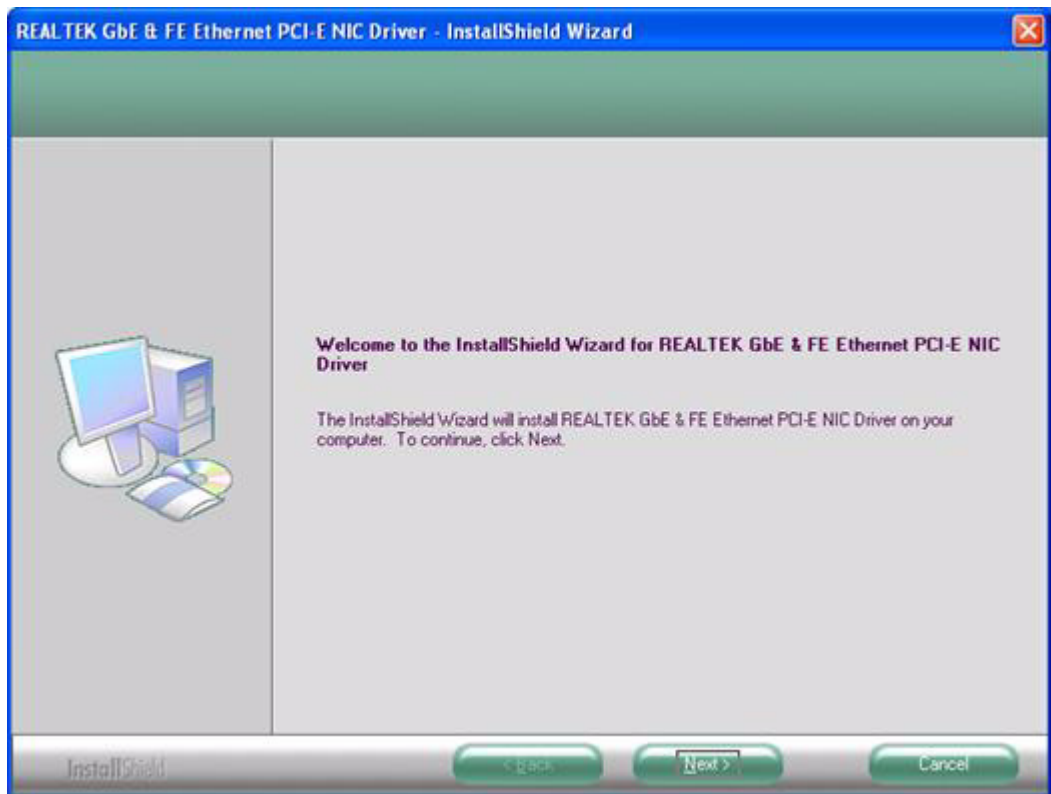 REALTEK GbE & FE Ethernet PCI-E NIC Driver - InstallShield Wizard
Welcome to the InstallShield Wizard for REALTEK GbE & FE Ethernet PCI-E NIC
Driver
The InstallShield Wizard will install REALTEK GbE & FE Ethernet PCI-E NIC Driver on your
computer. To continue, click Next.
InstallShield
< Back
Next >
Cancel